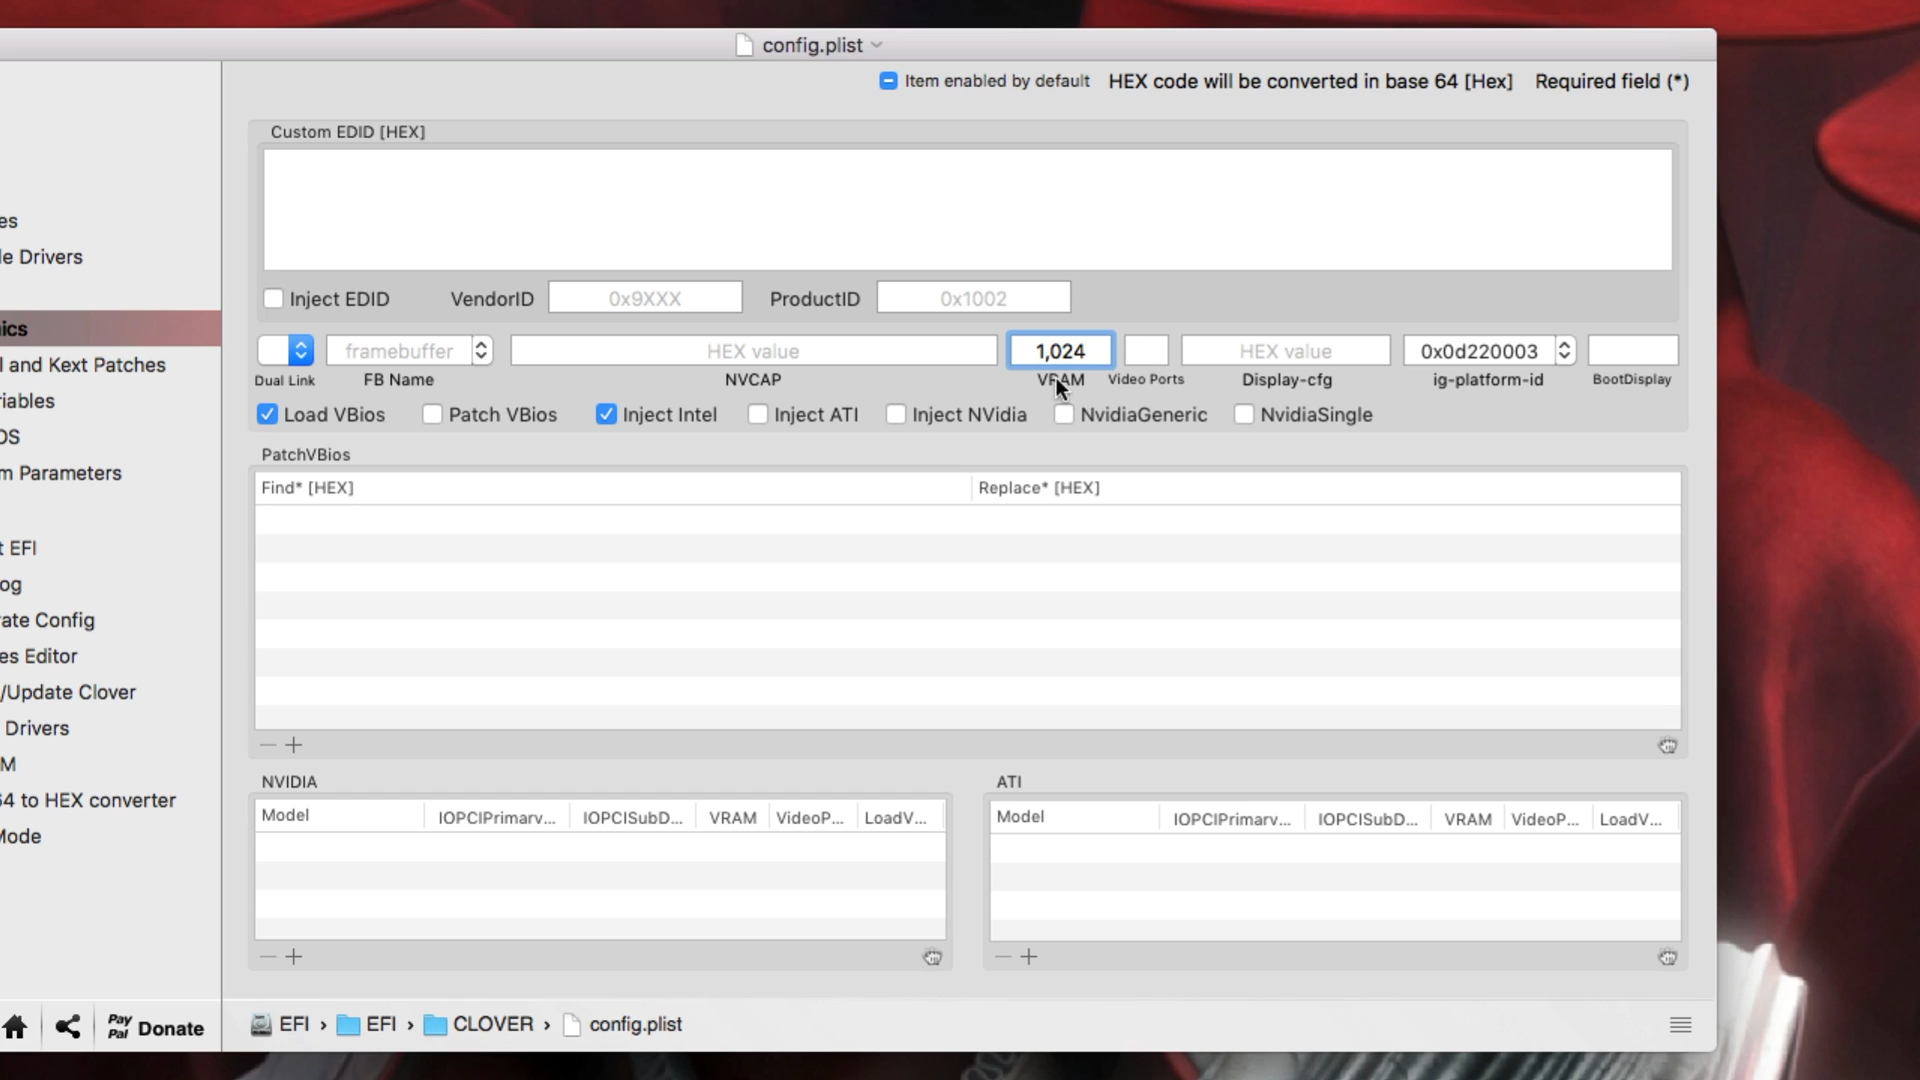 config.plist
Item enabled by default HEX code will be converted in base 64 [Hex] Required field (*)
es
le Drivers
ics
l and Kext Patches
riables
OS
m Parameters
t EFI
og
rate Config
es Editor
/Update Clover
Drivers
M
64 to HEX converter
Mode
Pay Pal Donate
Custom EDID [HEX]
Inject EDID VendorID 0x9XXX ProductID 0x1002
framebuffer HEX value 1,024 HEX value 0x0d220003
Dual Link FB Name NVCAP VRAM Video Ports Display-cfg ig-platform-id BootDisplay
Load VBios Patch VBios Inject Intel Inject ATI Inject NVidia NvidiaGeneric NvidiaSingle
PatchVBios
Find* [HEX] Replace* [HEX]
NVIDIA
Model IOPCIPrimary... IOPCISubD... VRAM VideoP... LoadV...
ATI
Model IOPCIPrimary... IOPCISubD... VRAM VideoP... LoadV...
EFI › EFI › CLOVER › config.plist